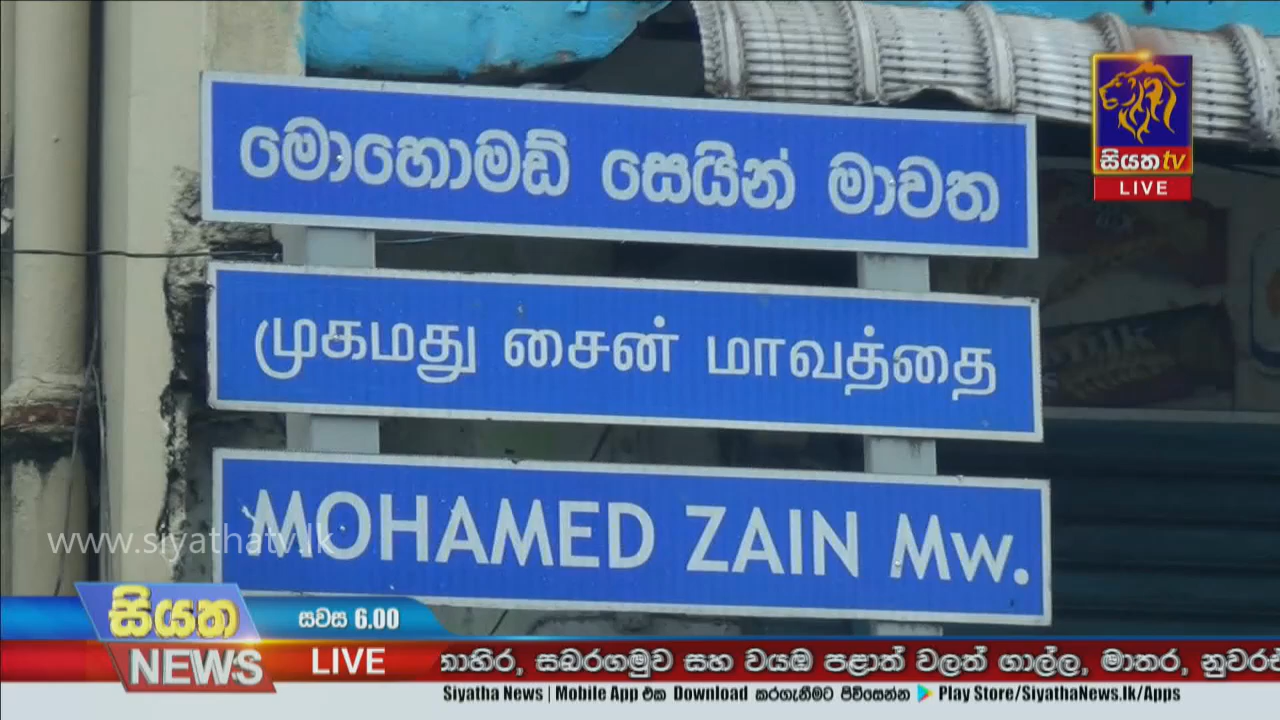 මොහොමඩ් සෙයින් මාවත
முகமது சைன் மாவத்தை
MOHAMED ZAIN Mw.
සියත tv
LIVE
www.siyathatv.lk
සියත
NEWS
සවස 6.00
LIVE
සබරගමුව සහ වයඹ පළාත් වලත් ගාල්ල, මාතර,
Siyatha News | Mobile App එක Download කරගැනීමට පිවිසෙන්න Play Store/SiyathaNews.lk/Apps